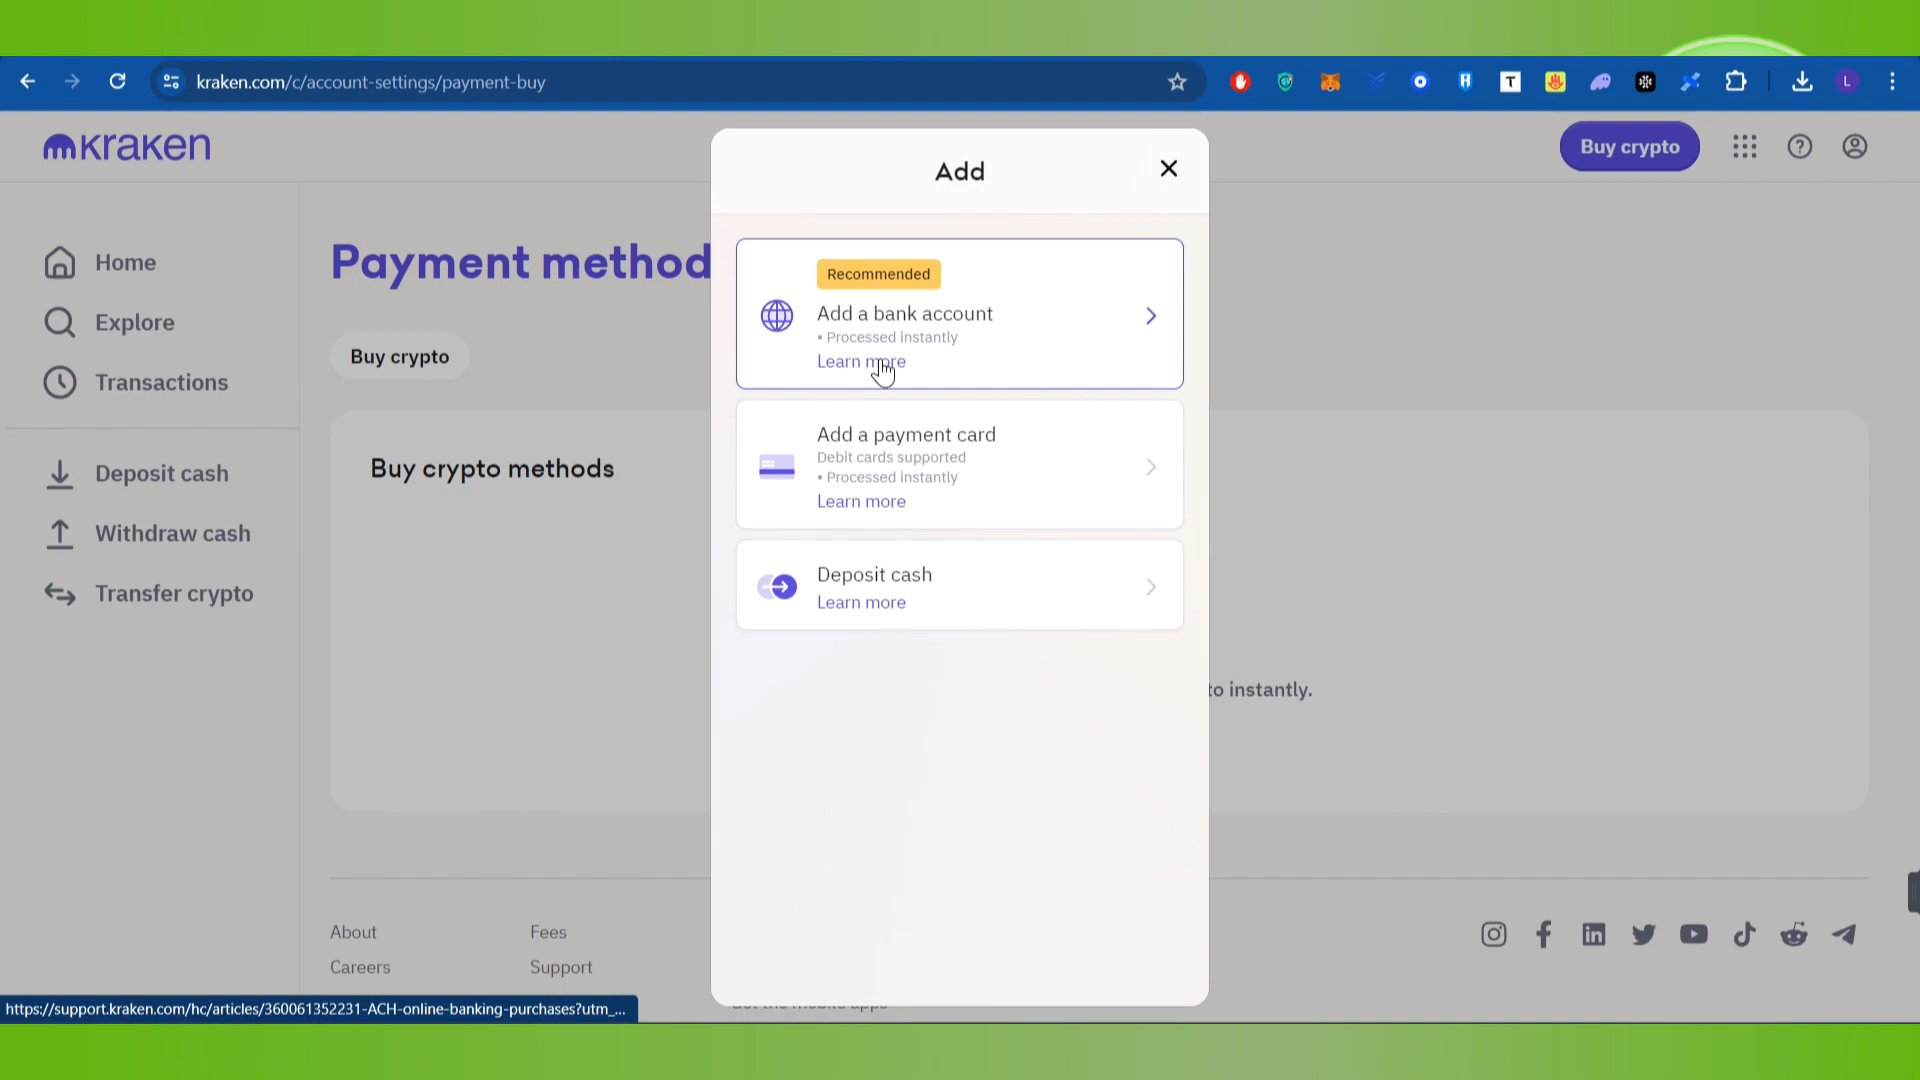 kraken.com/c/account-settings/payment-buy
T
L
kraken
Buy crypto
Add
Home
Explore
Transactions
Deposit cash
Withdraw cash
Transfer crypto
Payment method
Buy crypto
Buy crypto methods
Recommended
Add a bank account
• Processed instantly
Learn more
Add a payment card
Debit cards supported
• Processed instantly
Learn more
Deposit cash
Learn more
to instantly.
About
Fees
Careers
Support
https://support.kraken.com/hc/articles/360061352231-ACH-online-banking-purchases?utm_...